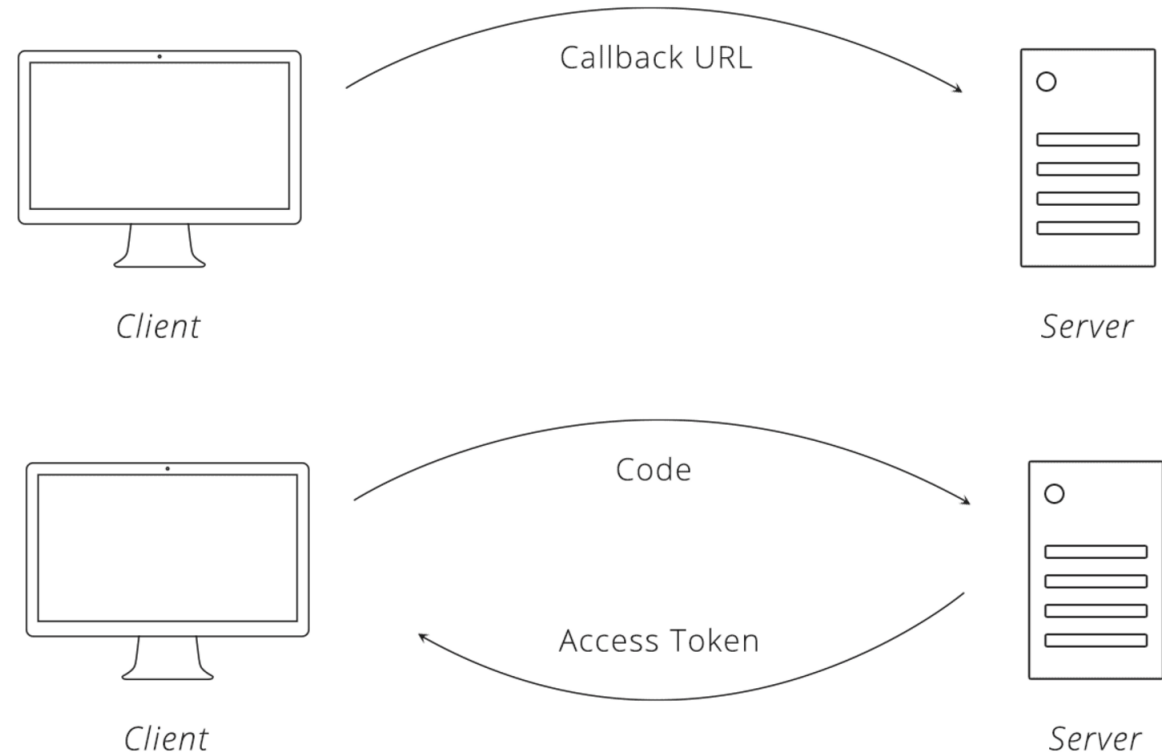 Callback URL
Client
Server
Code
Access Token
Client
Server